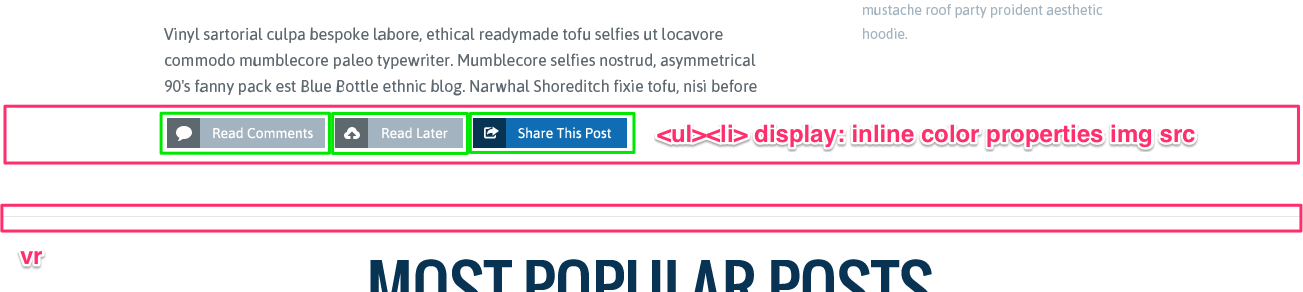 mustache roof party proident aesthetic
hoodie.
Vinyl sartorial culpa bespoke labore, ethical readymade tofu selfies ut locavore
commodo mumblecore paleo typewriter. Mumblecore selfies nostrud, asymmetrical
90's fanny pack est Blue Bottle ethnic blog. Narwhal Shoreditch fixie tofu, nisi before
Read Comments Read Later Share This Post <ul><li> display: inline color properties img src
vr
MOST POPULAR POSTS